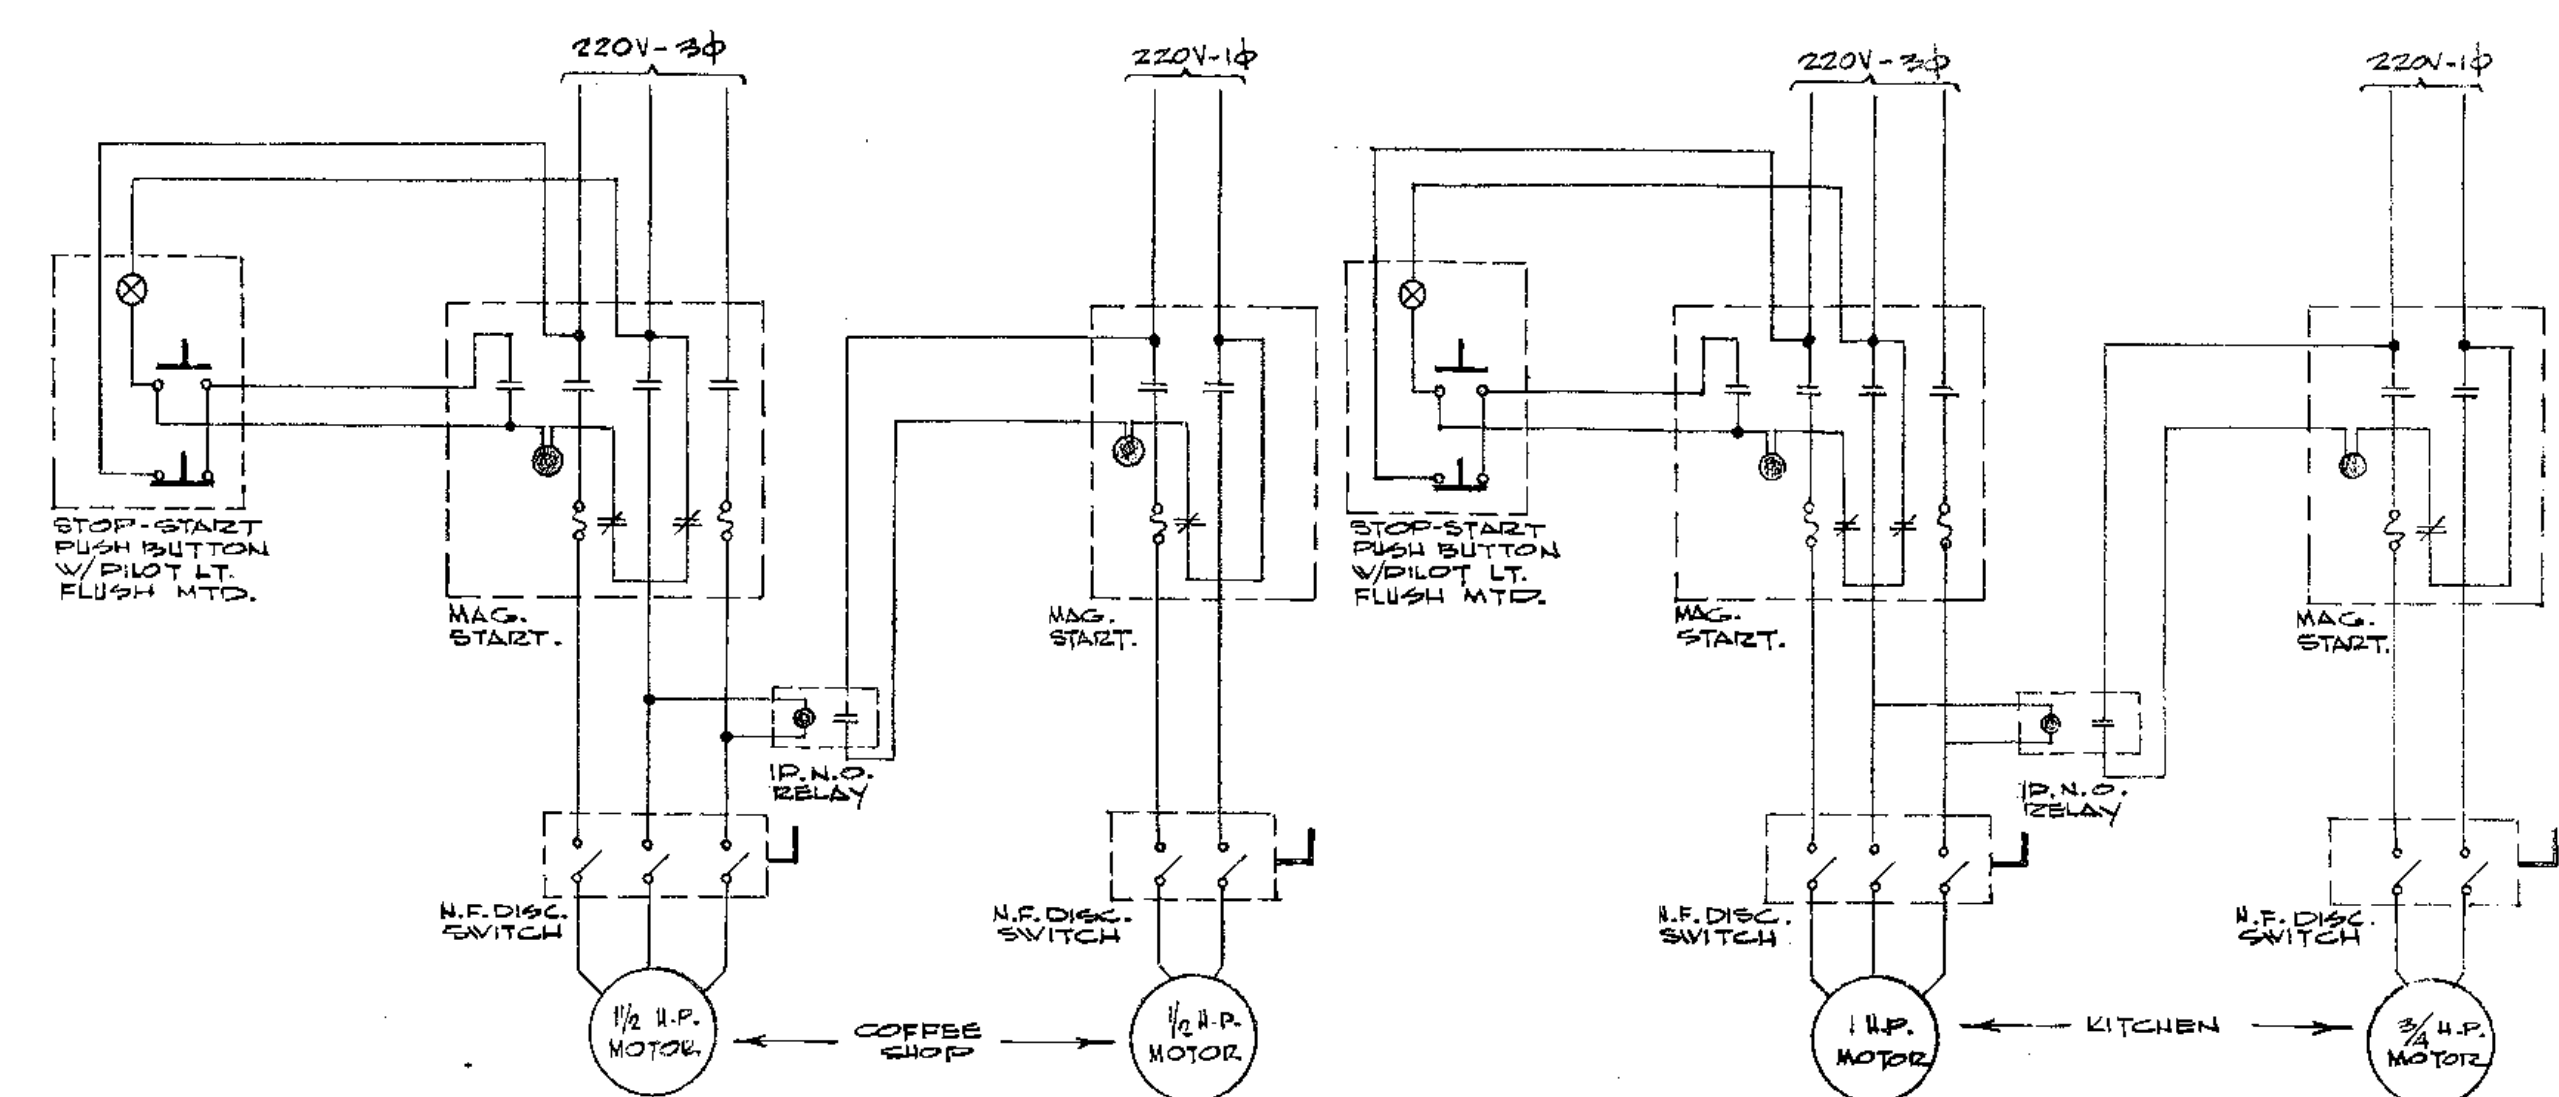 220V-3ϕ
220V-1ϕ
220V-3ϕ
220V-1ϕ
STOP-START
PUSH BUTTON
W/PILOT LT.
FLUSH MTD.
MAG.
START.
MAG.
START.
STOP-START
PUSH BUTTON
W/PILOT LT.
FLUSH MTD.
MAG.
START.
MAG.
START.
1P.N.O.
RELAY
1P.N.O.
RELAY
N.F. DISC.
SWITCH
N.F. DISC.
SWITCH
N.F. DISC.
SWITCH
N.F. DISC.
SWITCH
1 1/2 H.P.
MOTOR
COFFEE
SHOP
1/2 H.P.
MOTOR
1 H.P.
MOTOR
KITCHEN
3/4 H.P.
MOTOR